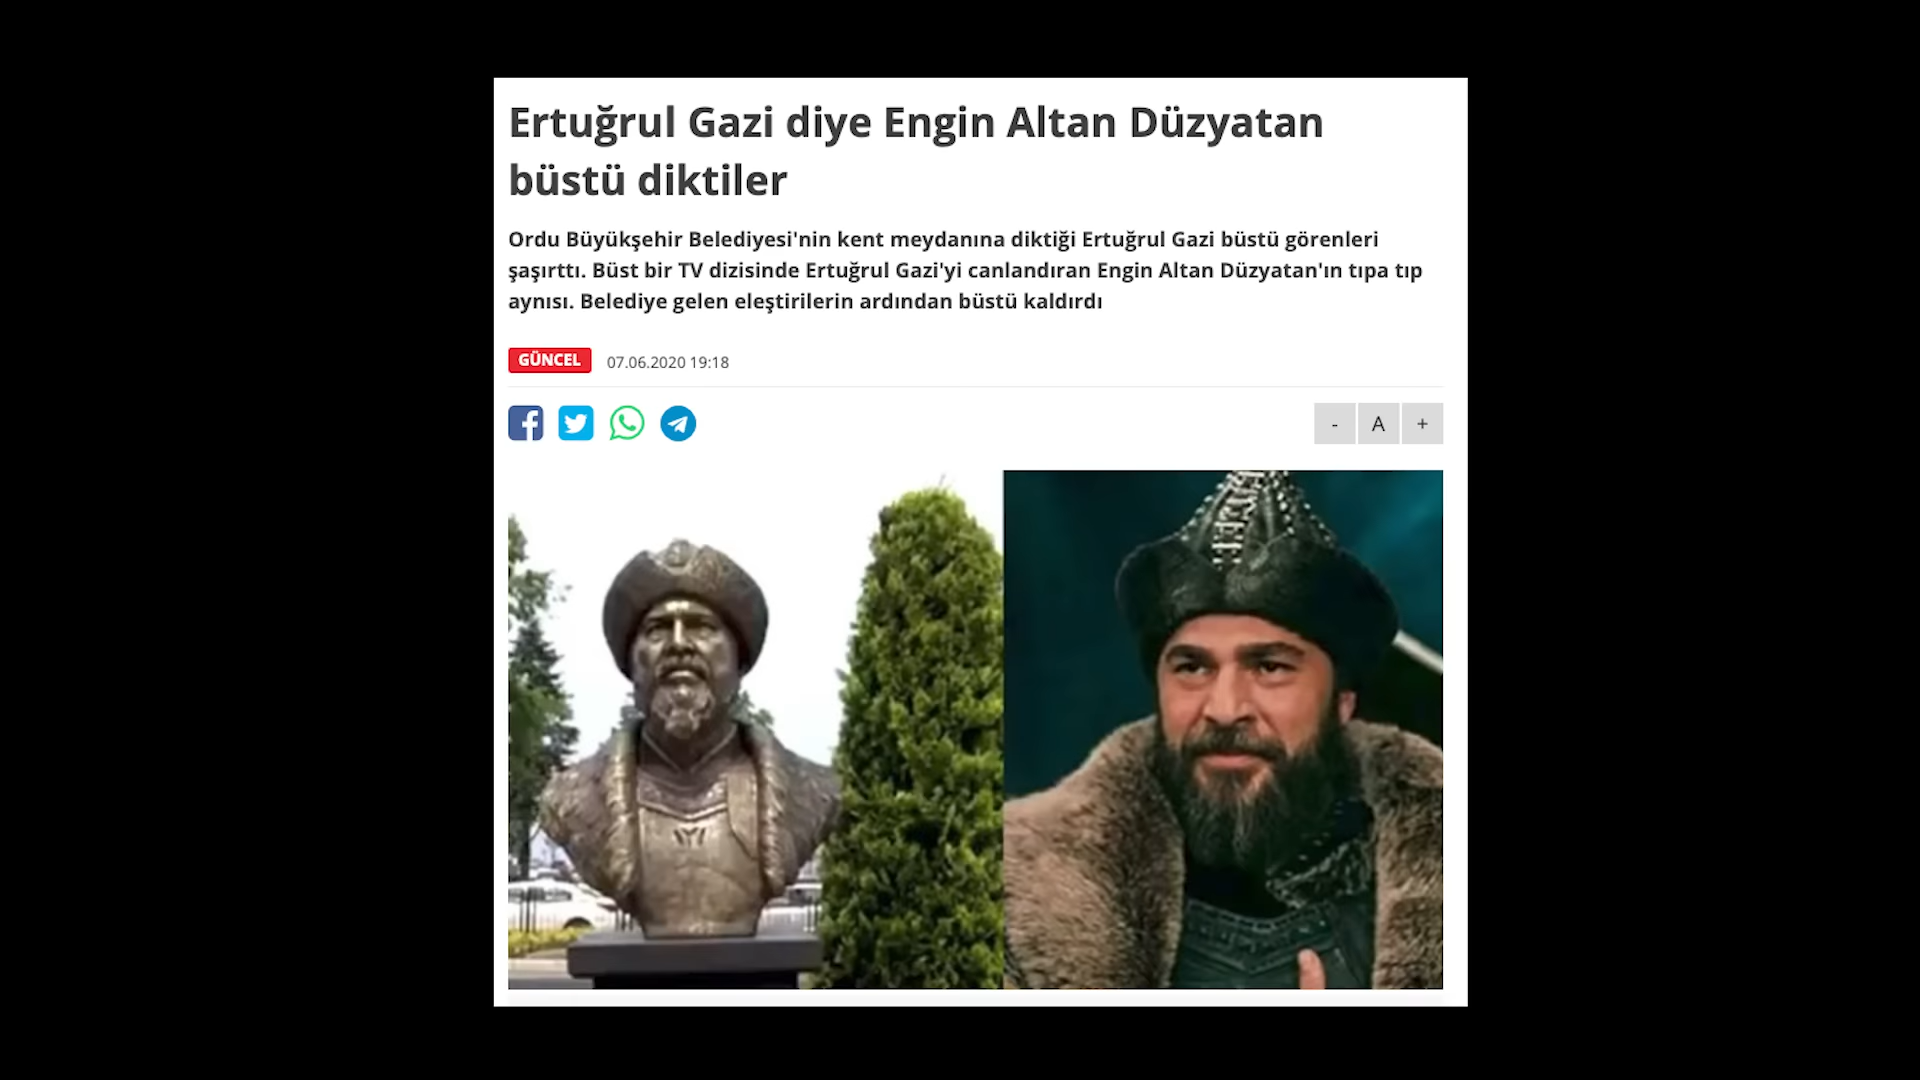 Ertuğrul Gazi diye Engin Altan Düzyatan
büstü diktiler
Ordu Büyükşehir Belediyesi'nin kent meydanına diktiği Ertuğrul Gazi büstü görenleri
şaşırttı. Büst bir TV dizisinde Ertuğrul Gazi'yi canlandıran Engin Altan Düzyatan'ın tıpa tıp
aynısı. Belediye gelen eleştirilerin ardından büstü kaldırdı
GÜNCEL 07.06.2020 19:18
- A +